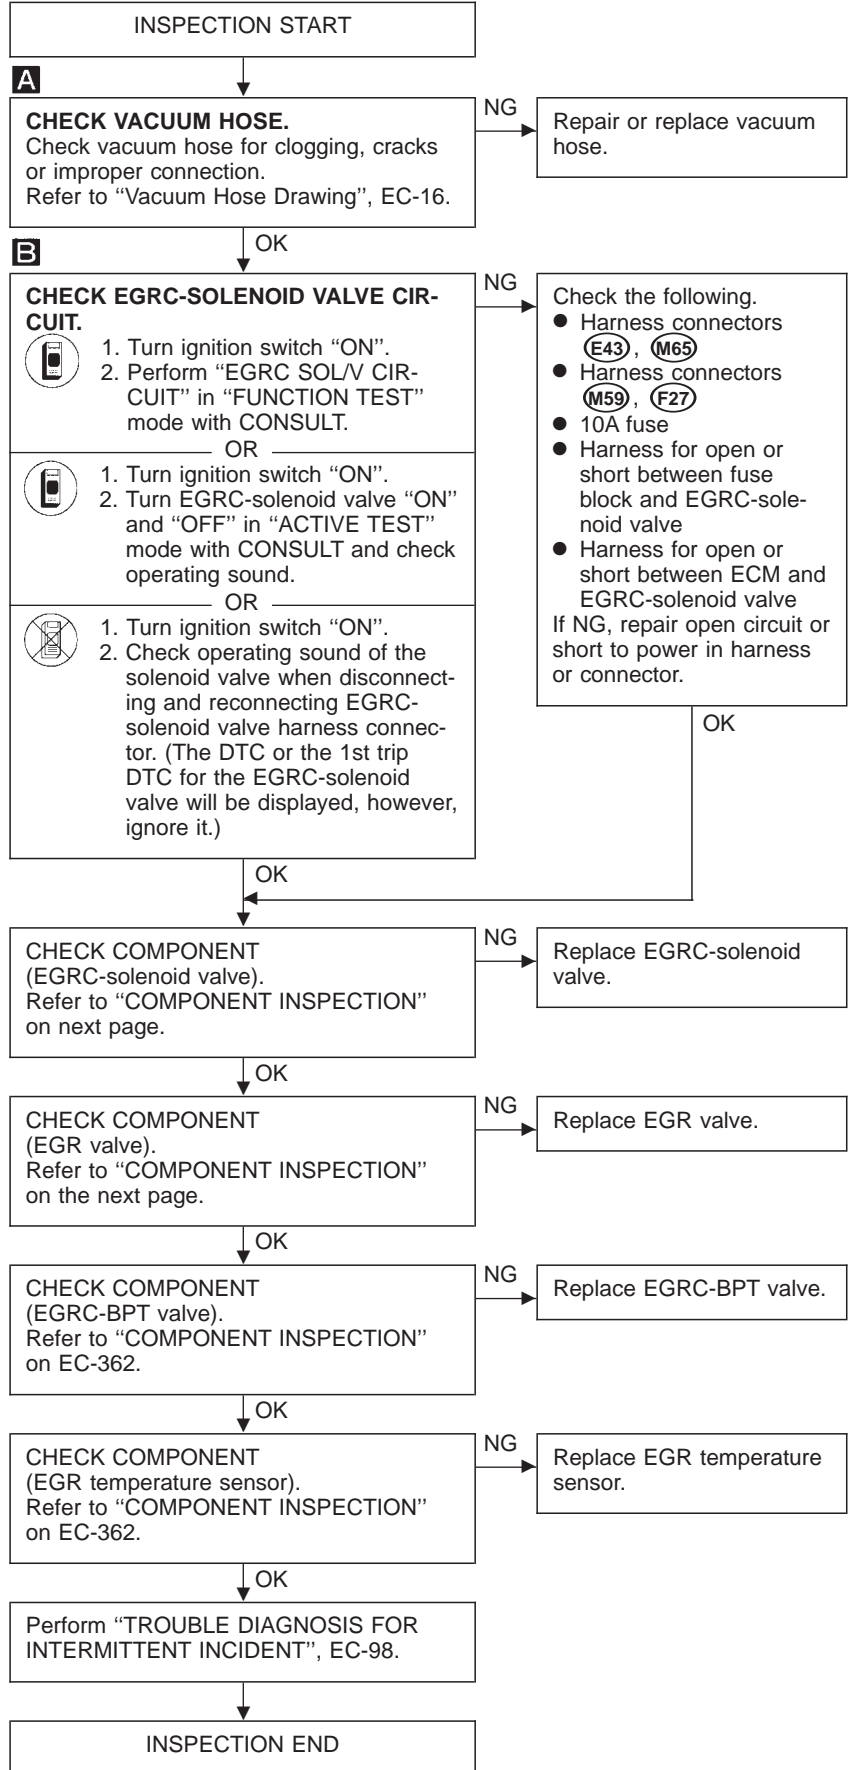 INSPECTION START
A
CHECK VACUUM HOSE.
Check vacuum hose for clogging, cracks
or improper connection.
Refer to “Vacuum Hose Drawing”, EC-16.
NG
Repair or replace vacuum
hose.
OK
B
CHECK EGRC-SOLENOID VALVE CIR-
CUIT.
1. Turn ignition switch “ON”.
2. Perform “EGRC SOL/V CIR-
CUIT” in “FUNCTION TEST”
mode with CONSULT.
OR
1. Turn ignition switch “ON”.
2. Turn EGRC-solenoid valve “ON”
and “OFF” in “ACTIVE TEST”
mode with CONSULT and check
operating sound.
OR
1. Turn ignition switch “ON”.
2. Check operating sound of the
solenoid valve when disconnect-
ing and reconnecting EGRC-
solenoid valve harness connec-
tor. (The DTC or the 1st trip
DTC for the EGRC-solenoid
valve will be displayed, however,
ignore it.)
NG
Check the following.
● Harness connectors
E43, M65
● Harness connectors
M59, F27
● 10A fuse
● Harness for open or
short between fuse
block and EGRC-sole-
noid valve
● Harness for open or
short between ECM and
EGRC-solenoid valve
If NG, repair open circuit or
short to power in harness
or connector.
OK
OK
CHECK COMPONENT
(EGRC-solenoid valve).
Refer to “COMPONENT INSPECTION”
on next page.
NG
Replace EGRC-solenoid
valve.
OK
CHECK COMPONENT
(EGR valve).
Refer to “COMPONENT INSPECTION”
on the next page.
NG
Replace EGR valve.
OK
CHECK COMPONENT
(EGRC-BPT valve).
Refer to “COMPONENT INSPECTION”
on EC-362.
NG
Replace EGRC-BPT valve.
OK
CHECK COMPONENT
(EGR temperature sensor).
Refer to “COMPONENT INSPECTION”
on EC-362.
NG
Replace EGR temperature
sensor.
OK
Perform “TROUBLE DIAGNOSIS FOR
INTERMITTENT INCIDENT”, EC-98.
INSPECTION END